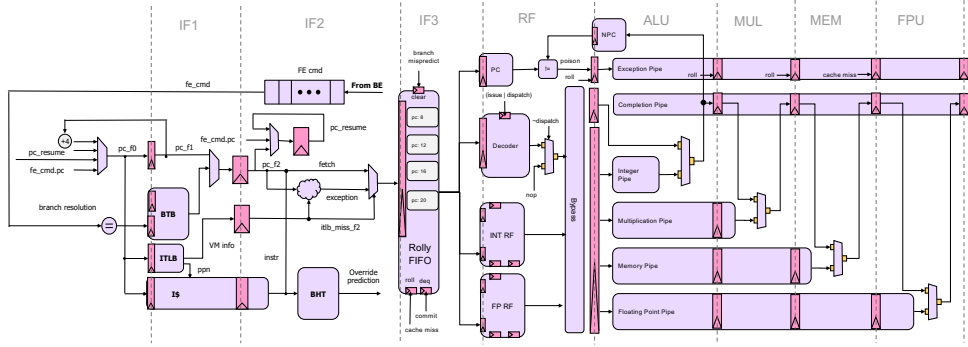 IF1
IF2
IF3
RF
ALU
MUL
MEM
FPU
FE cmd
fe_cmd
From BE
branch
mispredict
clear
NPC
PC
!=
poison
roll
Exception Pipe
roll
roll
cache miss
Completion Pipe
+4
pc_resume
fe_cmd.pc
pc_f0
pc_f1
fe_cmd.pc
pc_resume
pc_f2
fetch
exception
itlb_miss_f2
pc: 8
pc: 12
pc: 16
pc: 20
Rolly
FIFO
roll
deq
commit
cache miss
(issue | dispatch)
Decoder
~dispatch
nop
Bypass
Integer
Pipe
branch resolution
=
BTB
ITLB
VM info
ppn
I$
instr
BHT
Override
prediction
INT RF
FP RF
Multiplication Pipe
Memory Pipe
Floating Point Pipe